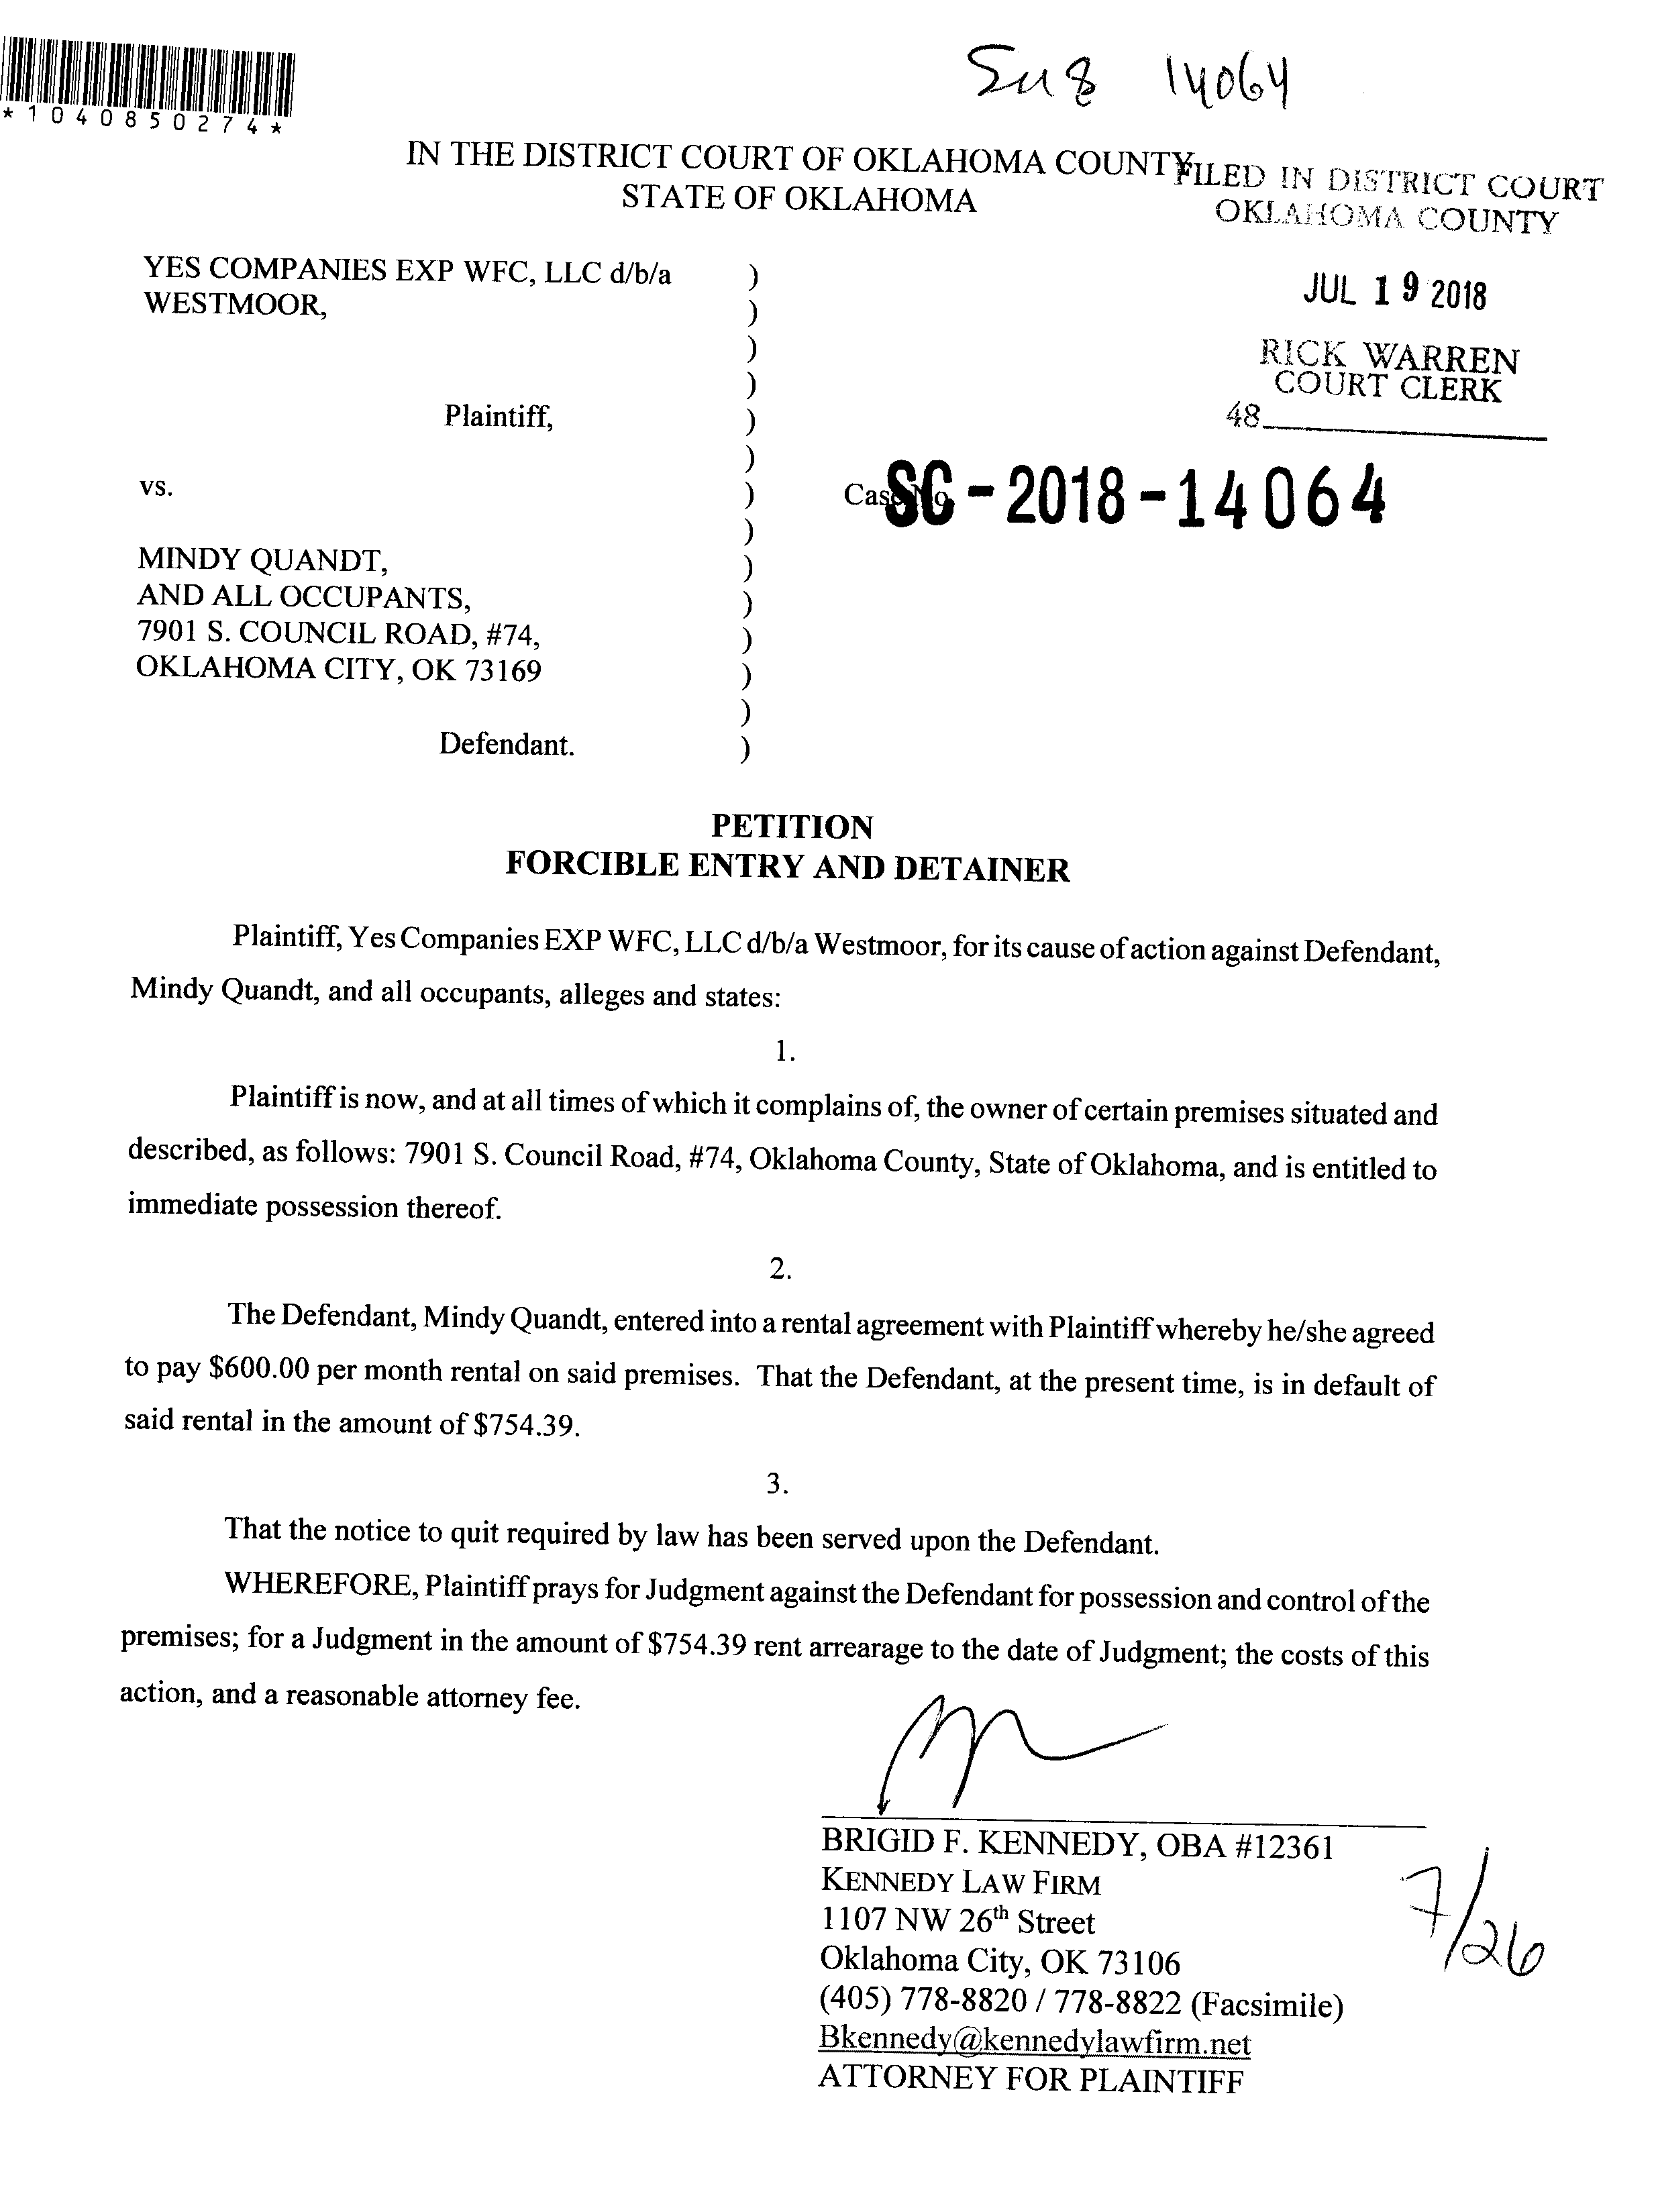 14064
*1040850274*
IN THE DISTRICT COURT OF OKLAHOMA COUNTY
STATE OF OKLAHOMA
FILED IN DISTRICT COURT
OKLAHOMA COUNTY
JUL 19 2018
RICK WARREN
COURT CLERK
48
YES COMPANIES EXP WFC, LLC d/b/a )
WESTMOOR, )
)
)
Plaintiff, )
)
vs. )
Case No. SC-2018-14064
)
MINDY QUANDT, )
AND ALL OCCUPANTS, )
7901 S. COUNCIL ROAD, #74, )
OKLAHOMA CITY, OK 73169 )
)
Defendant. )
PETITION
FORCIBLE ENTRY AND DETAINER
Plaintiff, Yes Companies EXP WFC, LLC d/b/a Westmoor, for its cause of action against Defendant,
Mindy Quandt, and all occupants, alleges and states:
1.
Plaintiff is now, and at all times of which it complains of, the owner of certain premises situated and
described, as follows: 7901 S. Council Road, #74, Oklahoma County, State of Oklahoma, and is entitled to
immediate possession thereof.
2.
The Defendant, Mindy Quandt, entered into a rental agreement with Plaintiff whereby he/she agreed
to pay $600.00 per month rental on said premises. That the Defendant, at the present time, is in default of
said rental in the amount of $754.39.
3.
That the notice to quit required by law has been served upon the Defendant.
WHEREFORE, Plaintiff prays for Judgment against the Defendant for possession and control of the
premises; for a Judgment in the amount of $754.39 rent arrearage to the date of Judgment; the costs of this
action, and a reasonable attorney fee.
BRIGID F. KENNEDY, OBA #12361
KENNEDY LAW FIRM
1107 NW 26th Street
Oklahoma City, OK 73106
(405) 778-8820 / 778-8822 (Facsimile)
Bkennedy@kennedylawfirm.net
ATTORNEY FOR PLAINTIFF
7/26